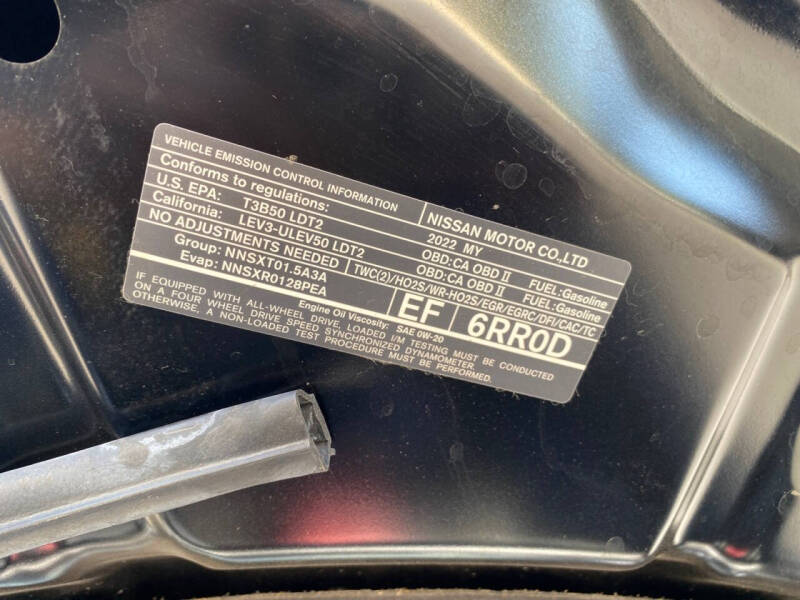 VEHICLE EMISSION CONTROL INFORMATION NISSAN MOTOR CO.,LTD
Conforms to regulations: 2022 MY
U.S. EPA: T3B50 LDT2 OBD:CA OBD II FUEL:Gasoline
California: LEV3-ULEV50 LDT2 OBD:CA OBD II FUEL:Gasoline
NO ADJUSTMENTS NEEDED TWC(2)/HO2S/WR-HO2S/EGR/EGRC/DFI/CAC/TC
Group: NNSXT01.5A3A
Evap: NNSXR0128PEA
EF 6RR0D
Engine Oil Viscosity: SAE 0W-20
IF EQUIPPED WITH ALL-WHEEL DRIVE, LOADED I/M TESTING MUST BE CONDUCTED
ON A FOUR WHEEL DRIVE SPEED SYNCHRONIZED DYNAMOMETER.
OTHERWISE, A NON-LOADED TEST PROCEDURE MUST BE PERFORMED.